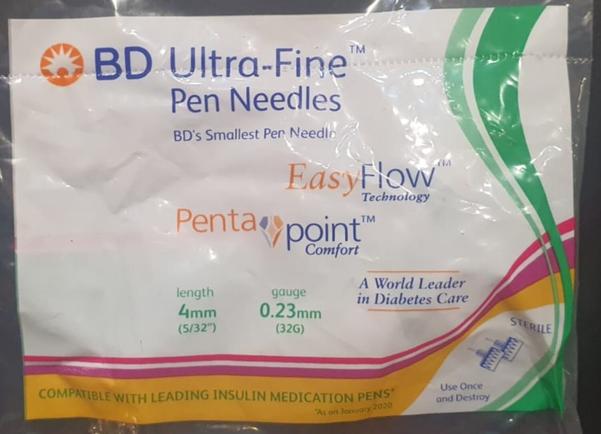 BD Ultra-Fine™
Pen Needles
BD's Smallest Pen Needle
EasyFlow™
Technology
Penta point™
Comfort
length
4mm
(5/32")
gauge
0.23mm
(32G)
A World Leader
in Diabetes Care
STERILE
Use Once
and Destroy
COMPATIBLE WITH LEADING INSULIN MEDICATION PENS*
*As on January 2020